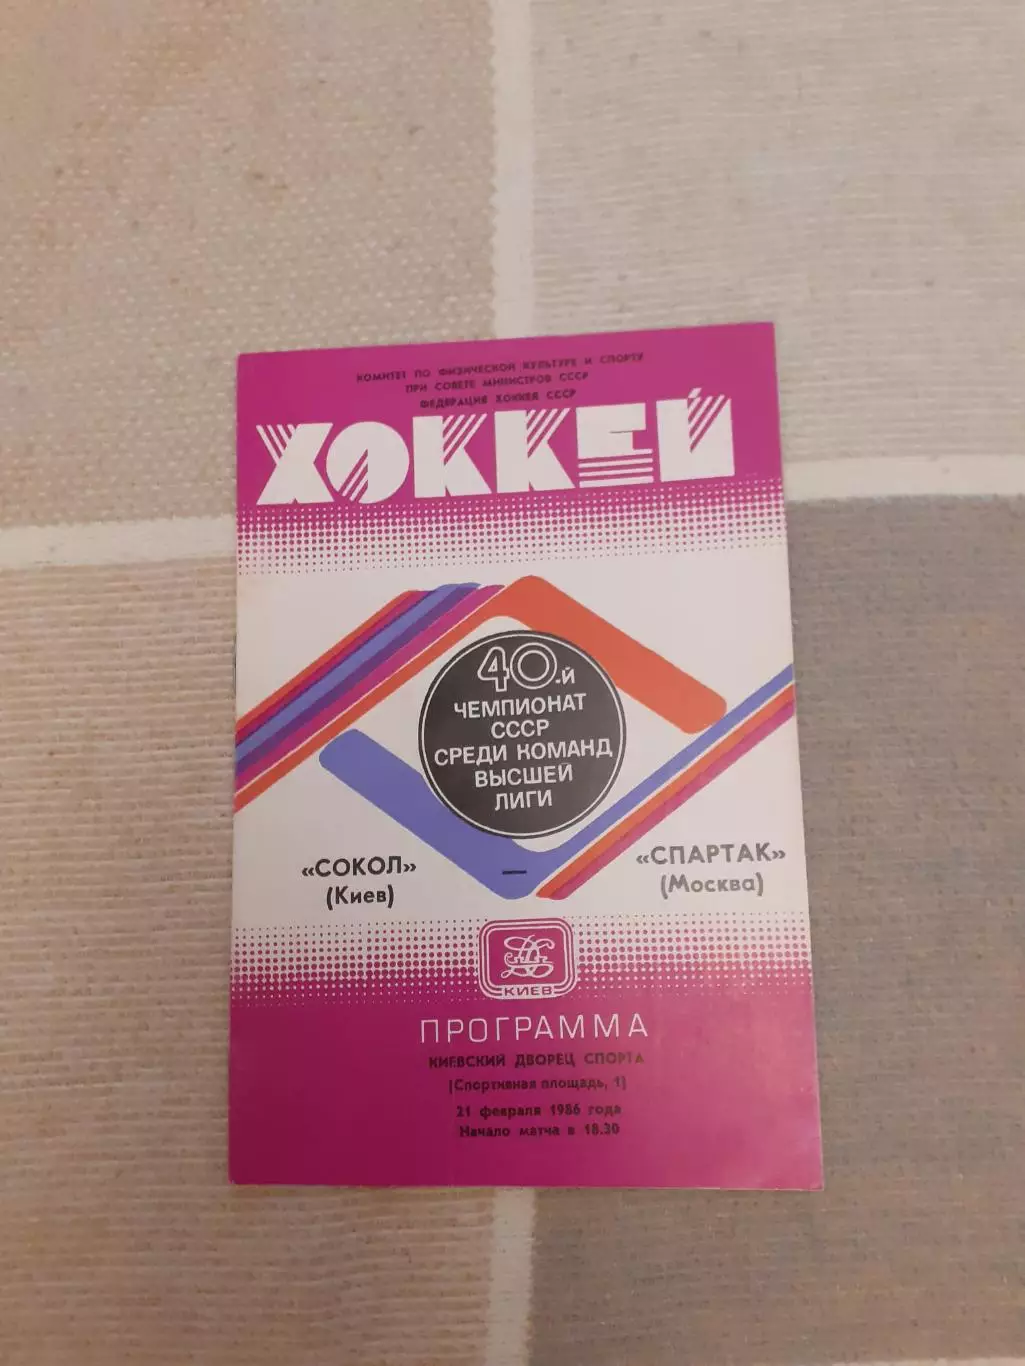 КОМИТЕТ ПО ФИЗИЧЕСКОЙ КУЛЬТУРЕ И СПОРТУ
ПРИ СОВЕТЕ МИНИСТРОВ СССР
ФЕДЕРАЦИЯ ХОККЕЯ СССР
ХОККЕЙ
40-й
ЧЕМПИОНАТ
СССР
СРЕДИ КОМАНД
ВЫСШЕЙ
ЛИГИ
«СОКОЛ» — «СПАРТАК»
(Киев) (Москва)
КИЕВ
ПРОГРАММА
КИЕВСКИЙ ДВОРЕЦ СПОРТА
(Спортивная площадь, 1)
21 февраля 1986 года
Начало матча в 18.30